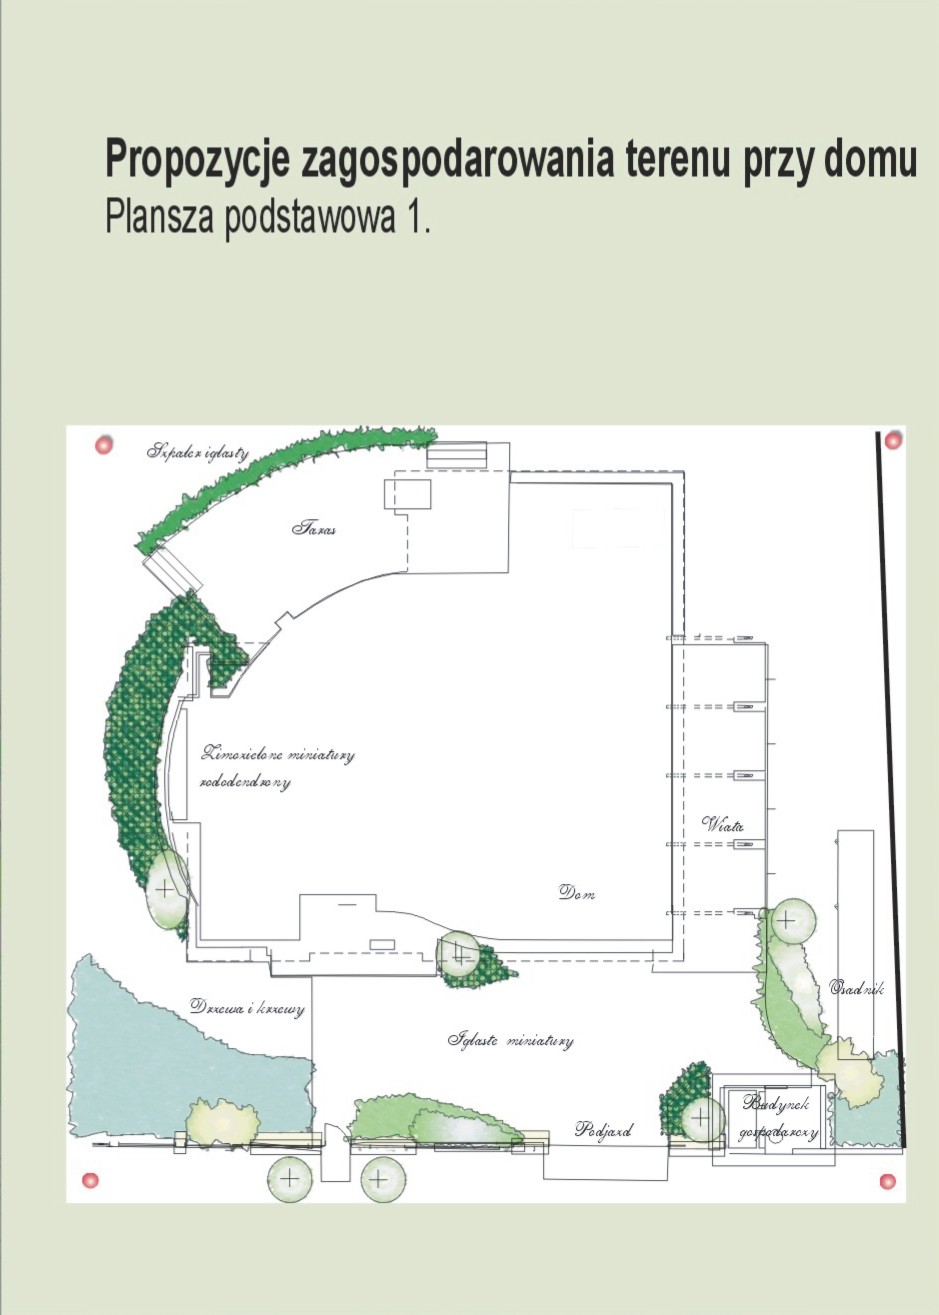 Propozycje zagospodarowania terenu przy domu
Plansza podstawowa 1.
Szpaler iglasty
Taras
Zimozielone miniatury
rododendrony
Wiata
Dom
Osadnik
Drzewa i krzewy
Iglaste miniatury
Budynek
gospodarczy
Podjazd